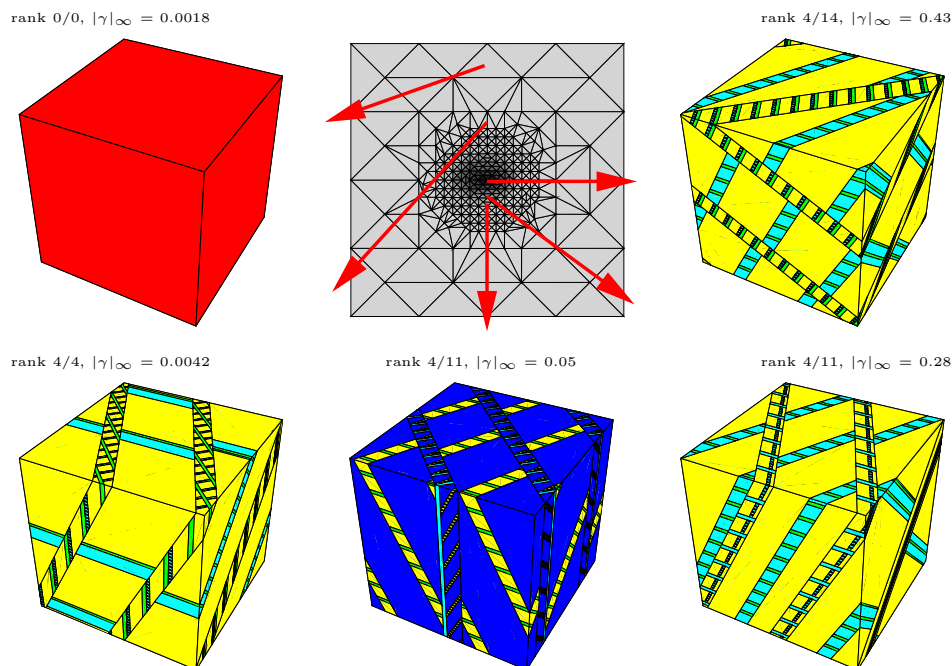 rank 0/0, |γ|∞ = 0.0018
rank 4/14, |γ|∞ = 0.43
rank 4/4, |γ|∞ = 0.0042
rank 4/11, |γ|∞ = 0.05
rank 4/11, |γ|∞ = 0.28